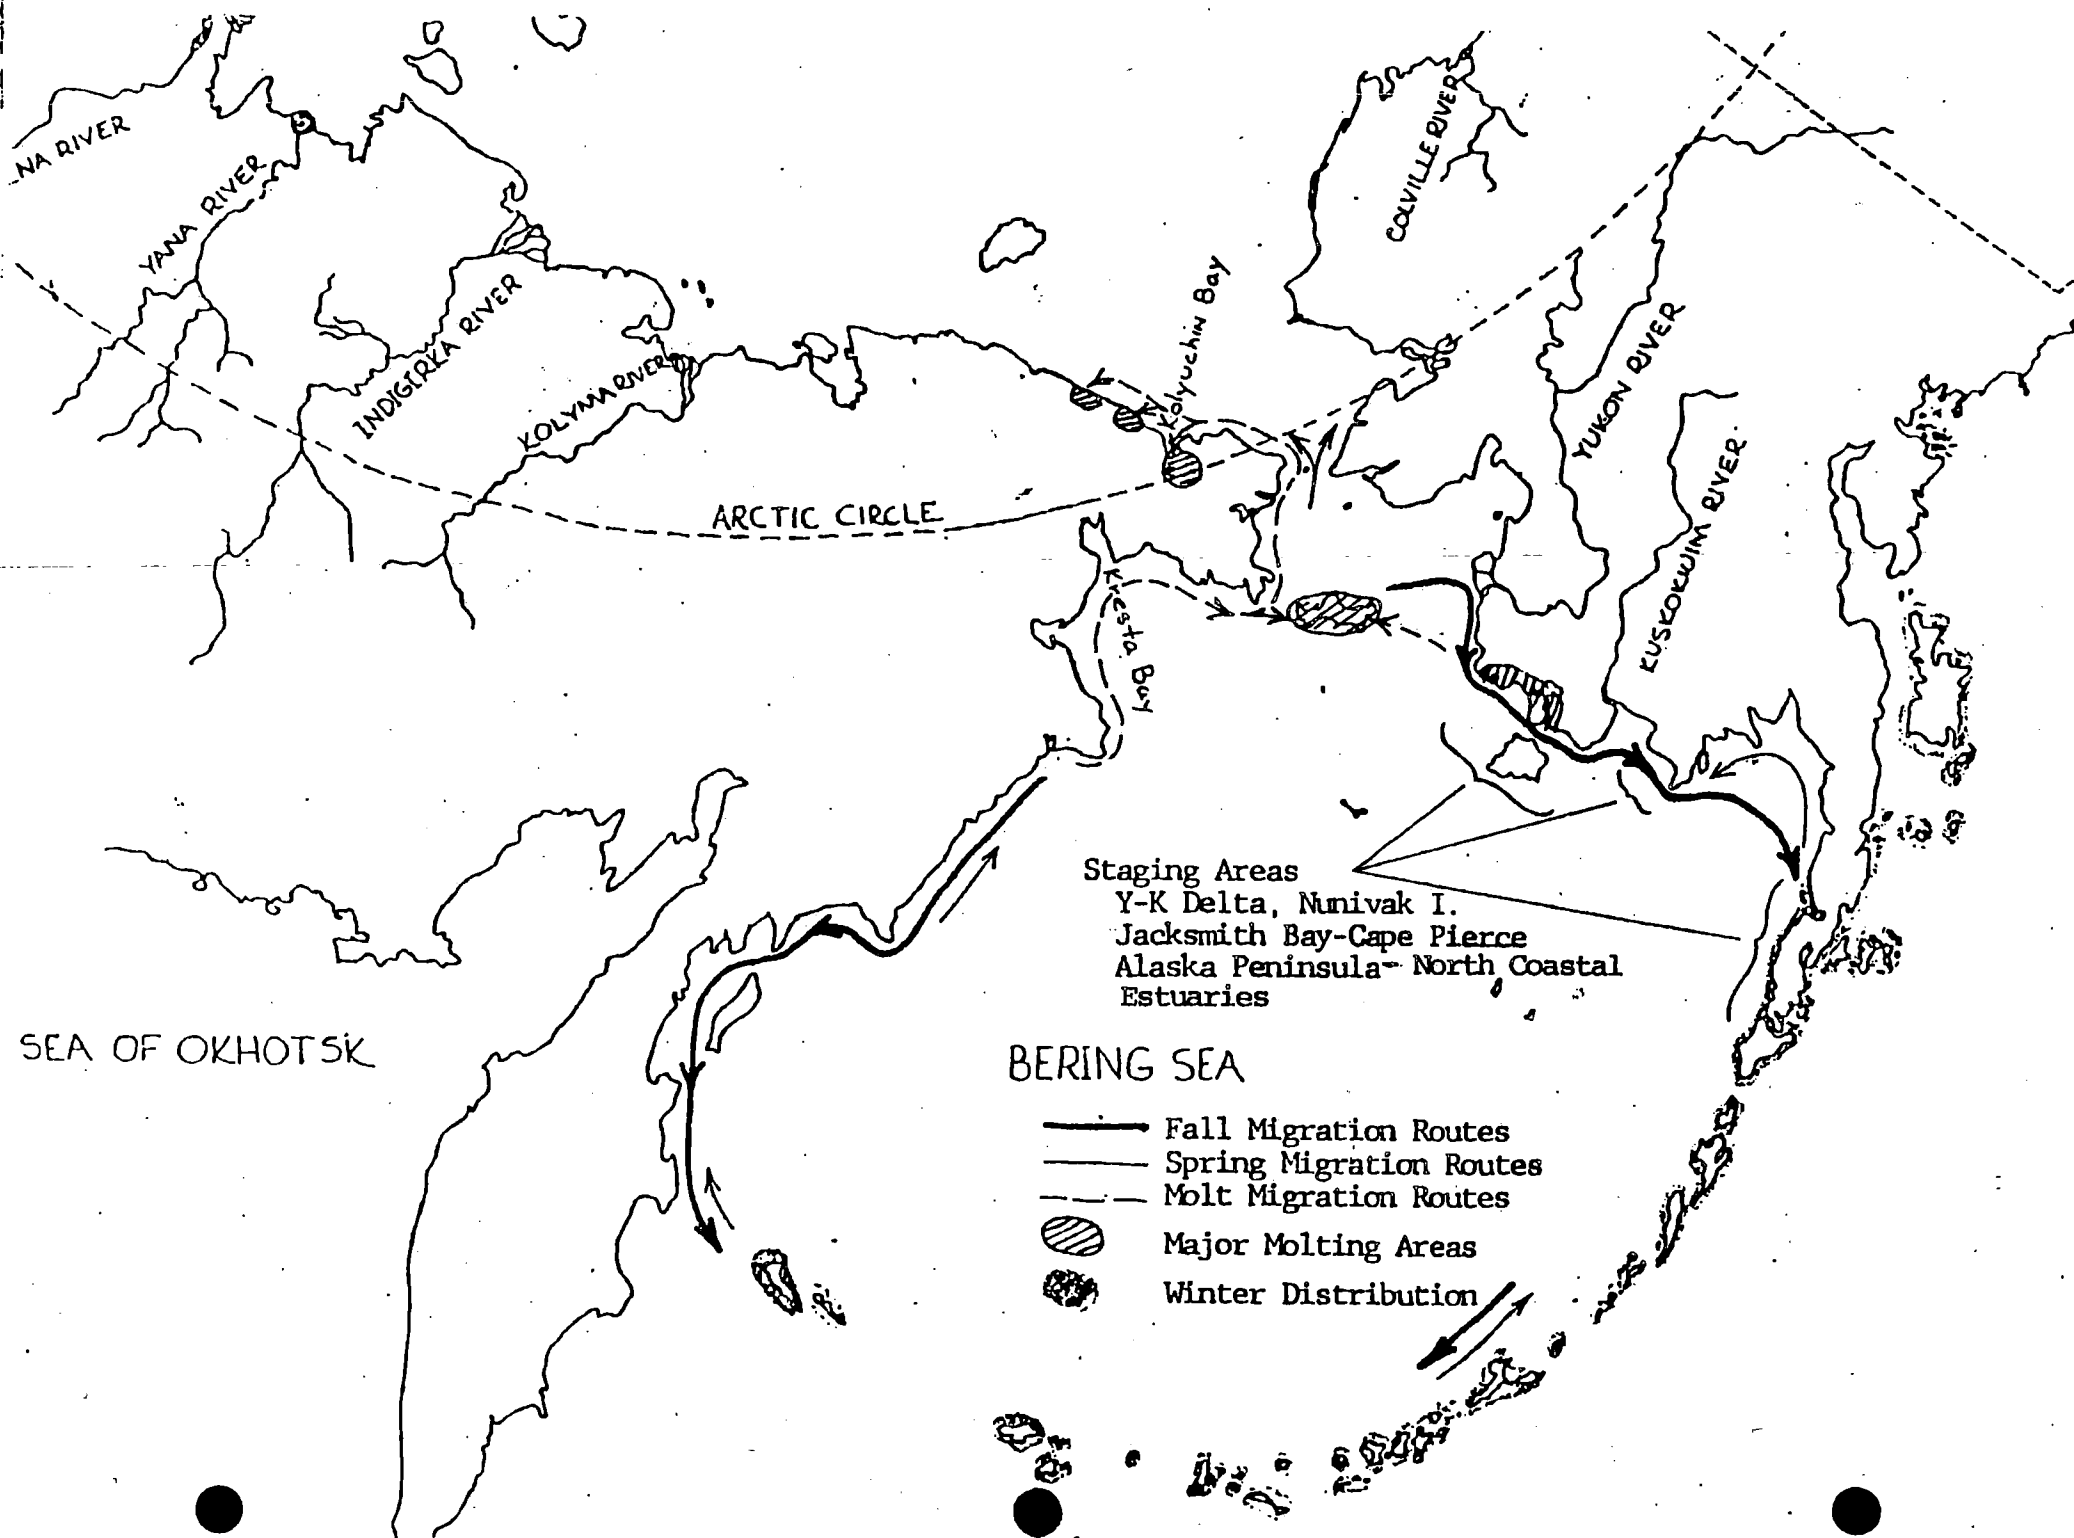 NA RIVER
YANA RIVER
INDIGIRKA RIVER
KOLYMA RIVER
ARCTIC CIRCLE
Kolyuchin Bay
COLVILLE RIVER
YUKON RIVER
KUSKOKWIM RIVER
Kresta Bay
Staging Areas
Y-K Delta, Nunivak I.
Jacksmith Bay-Cape Pierce
Alaska Peninsula- North Coastal
Estuaries
SEA OF OKHOTSK
BERING SEA
Fall Migration Routes
Spring Migration Routes
Molt Migration Routes
Major Molting Areas
Winter Distribution